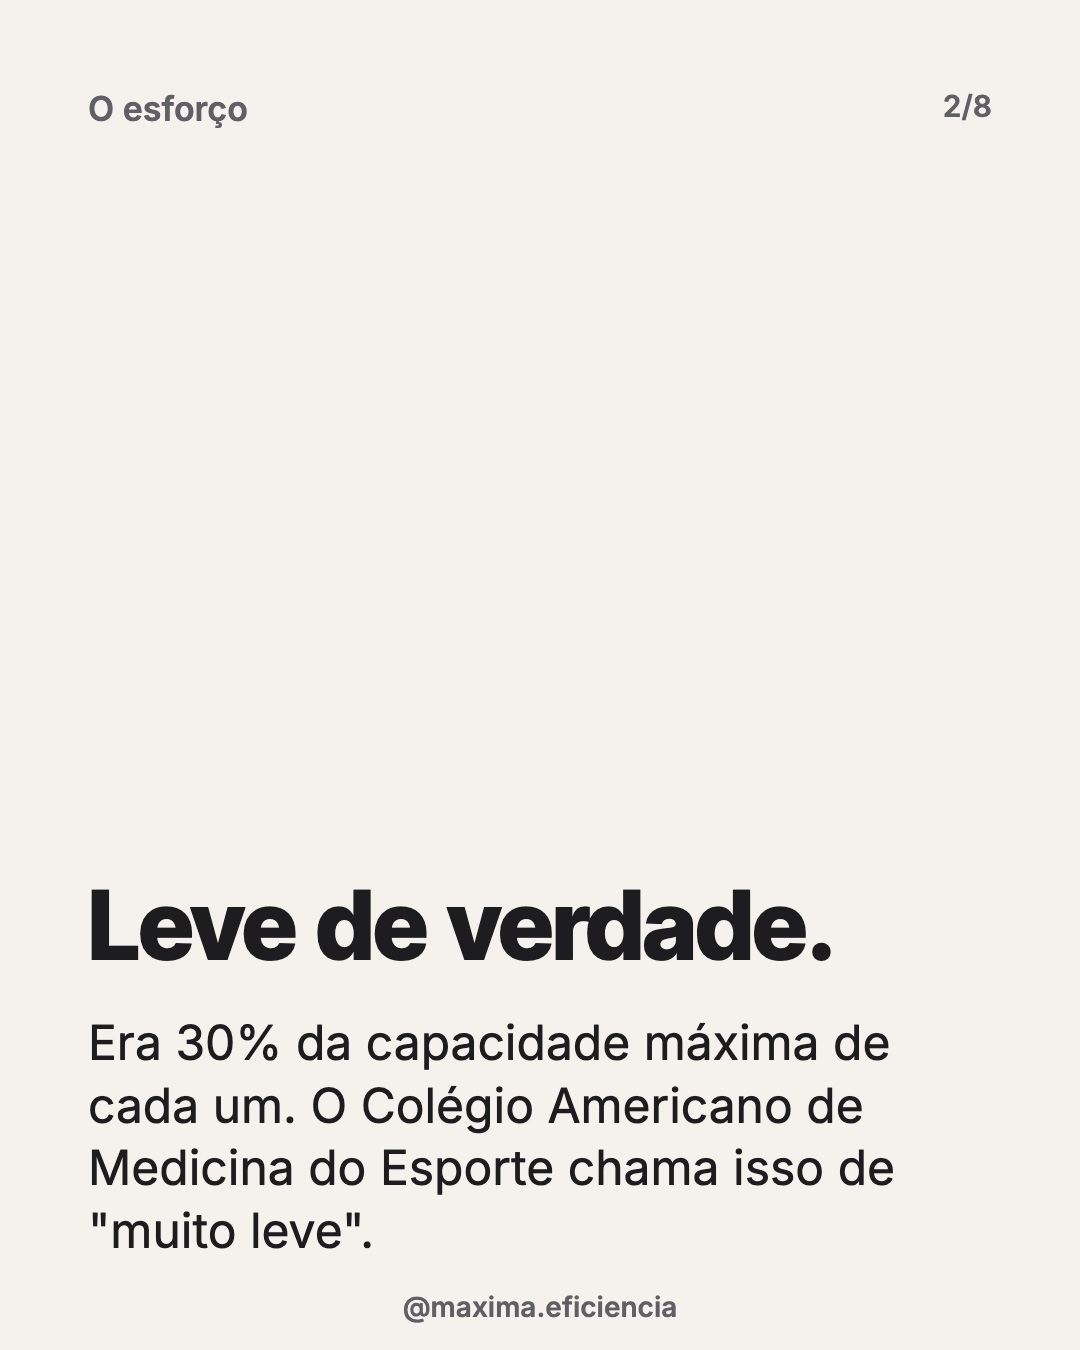 O esforço
2/8
Leve de verdade.
Era 30% da capacidade máxima de
cada um. O Colégio Americano de
Medicina do Esporte chama isso de
"muito leve".
@maxima.eficiencia